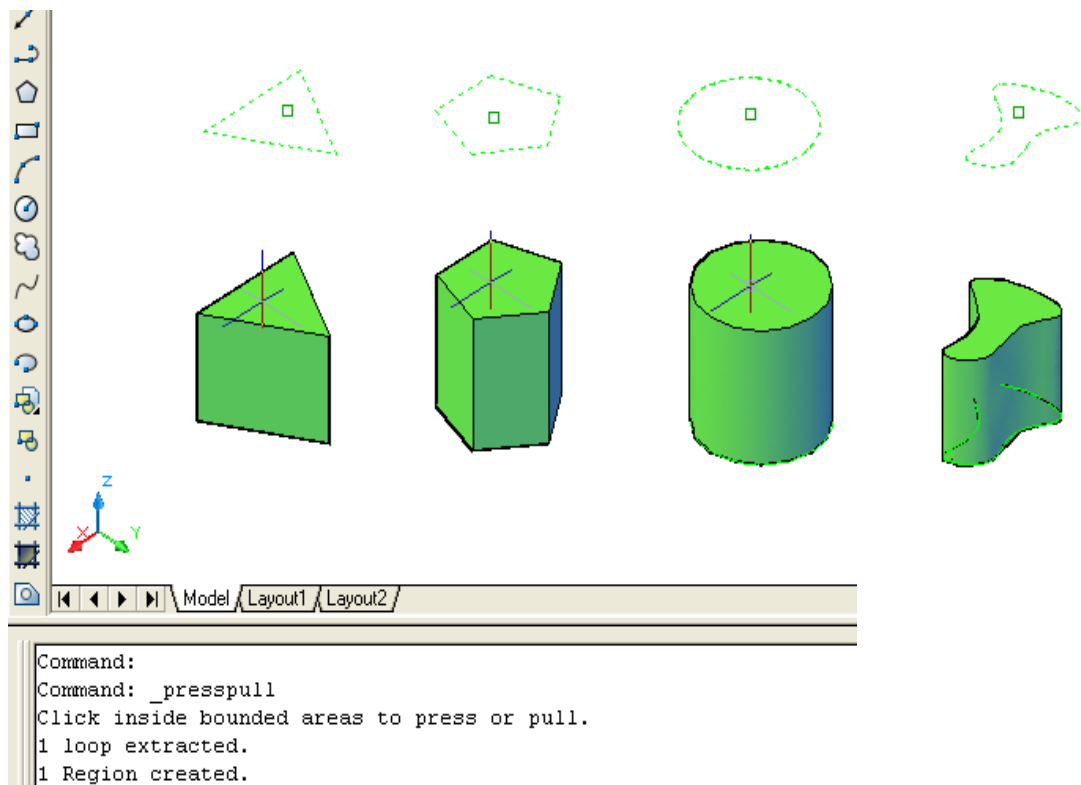 Z
X Y
Model Layout1 Layout2
Command:
Command: _presspull
Click inside bounded areas to press or pull.
1 loop extracted.
1 Region created.